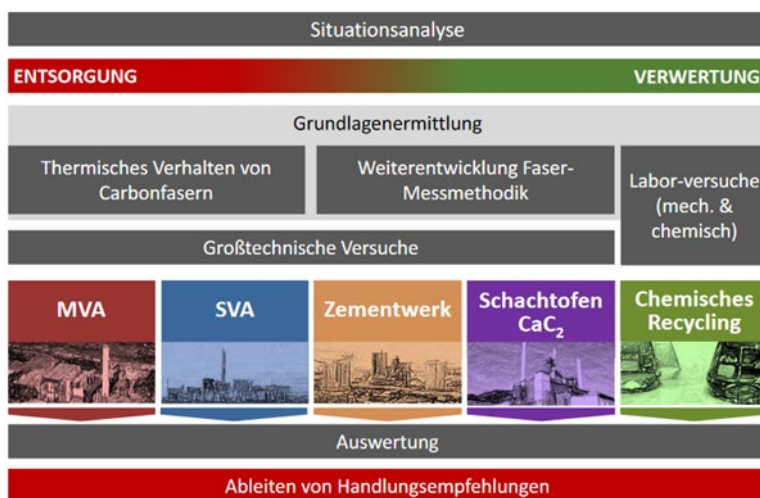 Situationsanalyse
ENTSORGUNG VERWERTUNG
Grundlagenermittlung
Thermisches Verhalten von
Carbonfasern
Weiterentwicklung Faser-
Messmethodik
Labor-versuche
(mech. &
chemisch)
Großtechnische Versuche
MVA
SVA
Zementwerk
Schachtofen
CaC₂
Chemisches
Recycling
Auswertung
Ableiten von Handlungsempfehlungen